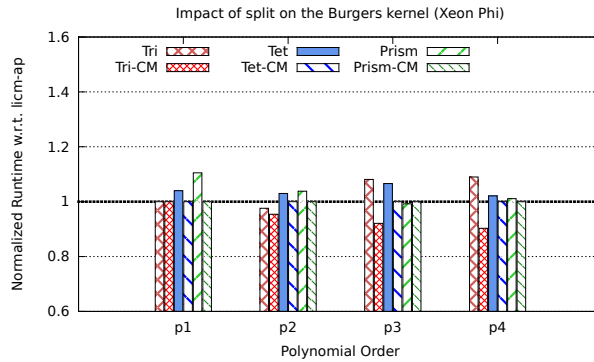 Impact of split on the Burgers kernel (Xeon Phi)
Normalized Runtime w.r.t. licm-ap
1.6
1.4
1.2
1
0.8
0.6
Tri
Tri-CM
Tet
Tet-CM
Prism
Prism-CM
p1 p2 p3 p4
Polynomial Order